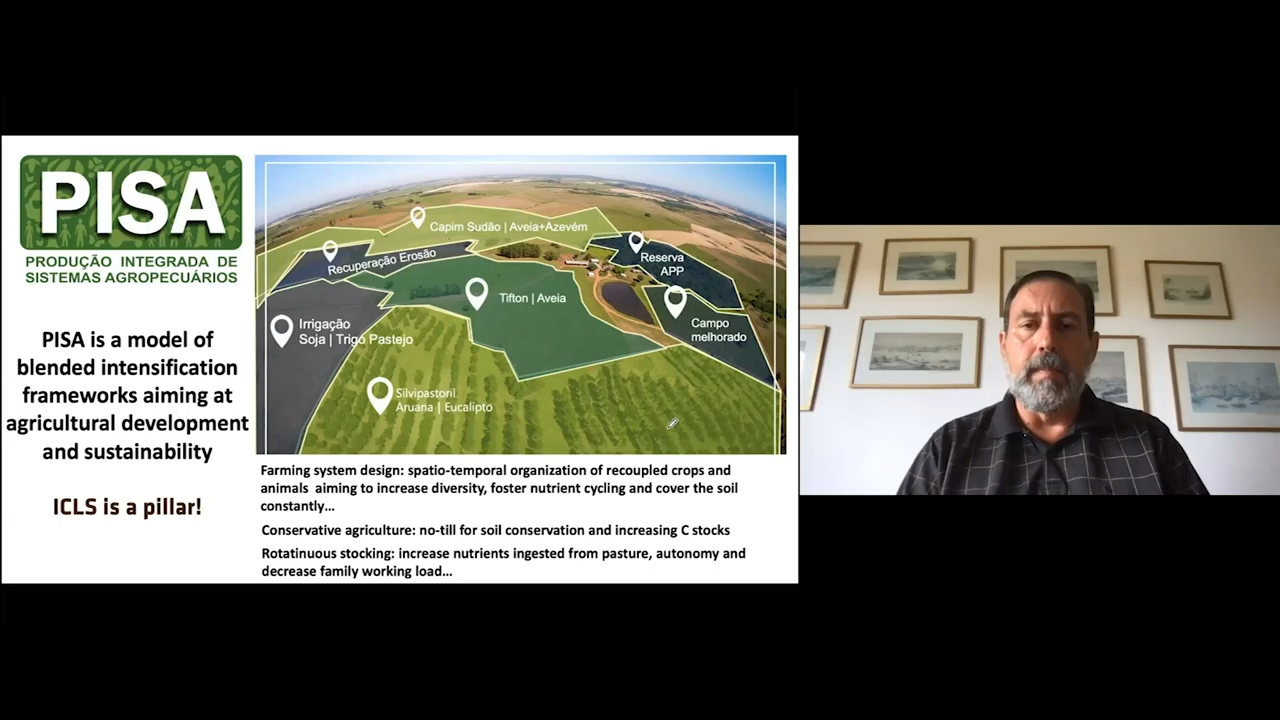 PISA
PRODUÇÃO INTEGRADA DE
SISTEMAS AGROPECUÁRIOS
PISA is a model of
blended intensification
frameworks aiming at
agricultural development
and sustainability
ICLS is a pillar!
Capim Sudão | Aveia+Azevém
Recuperação Erosão
Reserva
APP
Tifton | Aveia
Irrigação
Soja | Trigo Pastejo
Campo
melhorado
Silvipastoril
Aruana | Eucalipto
Farming system design: spatio-temporal organization of recoupled crops and
animals aiming to increase diversity, foster nutrient cycling and cover the soil
constantly...
Conservative agriculture: no-till for soil conservation and increasing C stocks
Rotatinuous stocking: increase nutrients ingested from pasture, autonomy and
decrease family working load...